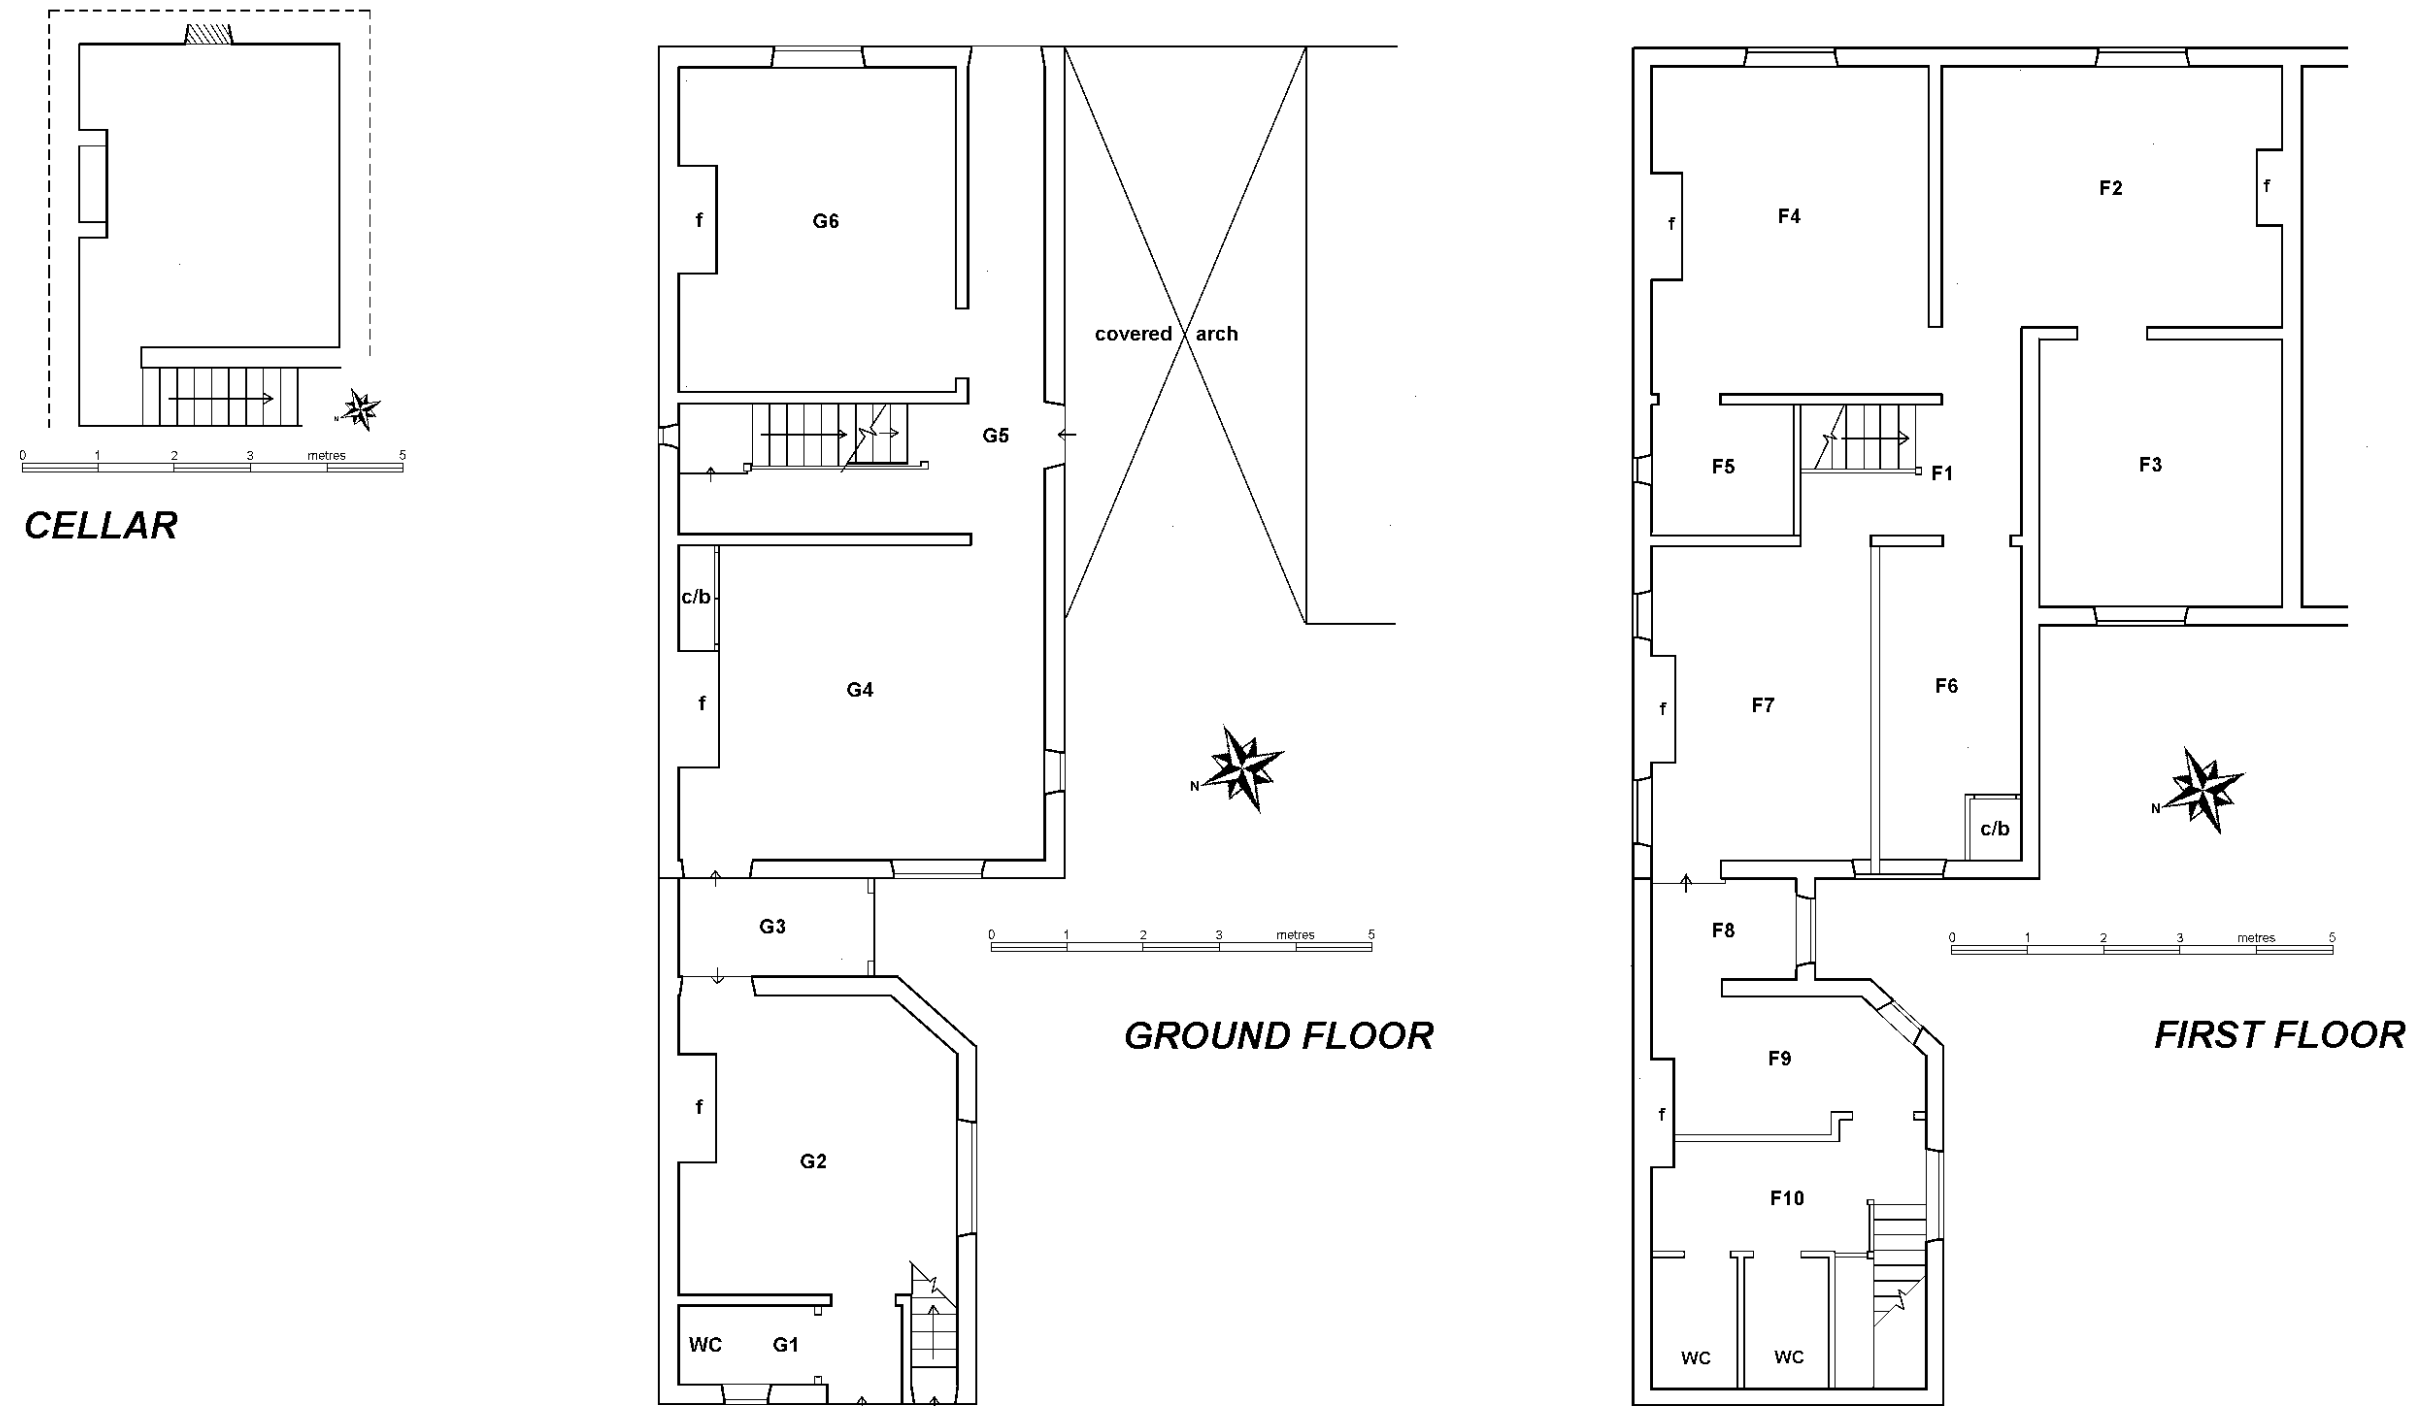 N
0 1 2 3 metres 5
CELLAR
f G6
covered arch
G5
c/b
G4
f
N
G3
0 1 2 3 metres 5
GROUND FLOOR
f
G2
WC G1
F2 f
F4
f
F5 F1 F3
F6
F7
f
c/b
N
F8
0 1 2 3 metres 5
FIRST FLOOR
F9
f
F10
WC WC